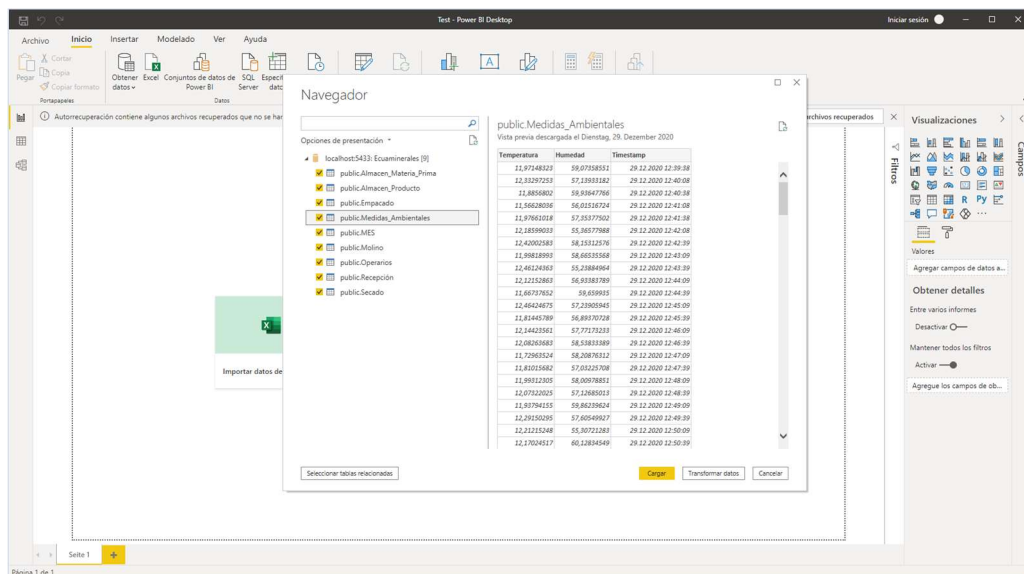 Test - Power BI Desktop
Iniciar sesión
Archivo Inicio Insertar Modelado Ver Ayuda
Pegar
Cortar
Copia
Copiar formato
Portapapeles
Obtener datos
Excel
Conjuntos de datos de Power BI
SQL Server
Datos
Autorrecuperación contiene algunos archivos recuperados que no se har
archivos recuperados
Navegador
Opciones de presentación
localhost:5433: Ecuaminerales [9]
public.Almacen_Materia_Prima
public.Almacen_Producto
public.Empacado
public.Medidas_Ambientales
public.MES
public.Molino
public.Operarios
public.Recepción
public.Secado
public.Medidas_Ambientales
Vista previa descargada el Dienstag, 29. Dezember 2020
Temperatura Humedad Timestamp
11,97148323 59,07358551 29.12.2020 12:39:38
12,33297253 57,13933182 29.12.2020 12:40:08
11,8856802 59,93647766 29.12.2020 12:40:38
11,56628036 56,01516724 29.12.2020 12:41:08
11,97661018 57,35377502 29.12.2020 12:41:38
12,18599033 55,36577988 29.12.2020 12:42:08
12,42002583 58,15312576 29.12.2020 12:42:39
11,99818993 58,66535568 29.12.2020 12:43:09
12,46124363 55,23884964 29.12.2020 12:43:39
12,12152863 56,93383789 29.12.2020 12:44:09
11,66737652 59,659935 29.12.2020 12:44:39
12,46424675 57,23905945 29.12.2020 12:45:09
11,81445789 56,89370728 29.12.2020 12:45:39
12,14423561 57,77173233 29.12.2020 12:46:09
12,08263683 58,53833389 29.12.2020 12:46:39
11,72963524 58,20876312 29.12.2020 12:47:09
11,81015682 57,03225708 29.12.2020 12:47:39
11,99312305 58,00978851 29.12.2020 12:48:09
12,07322025 57,12685013 29.12.2020 12:48:39
11,93794155 59,86239624 29.12.2020 12:49:09
12,29150295 57,60549927 29.12.2020 12:49:39
12,21215248 55,30721283 29.12.2020 12:50:09
12,17024517 60,12834549 29.12.2020 12:50:39
Seleccionar tablas relacionadas
Cargar
Transformar datos
Cancelar
Importar datos de
Filtros
Visualizaciones
Campos
R Py
Valores
Agregar campos de datos a...
Obtener detalles
Entre varios informes
Desactivar
Mantener todos los filtros
Activar
Agregue los campos de ob...
Seite 1
Página 1 de 1